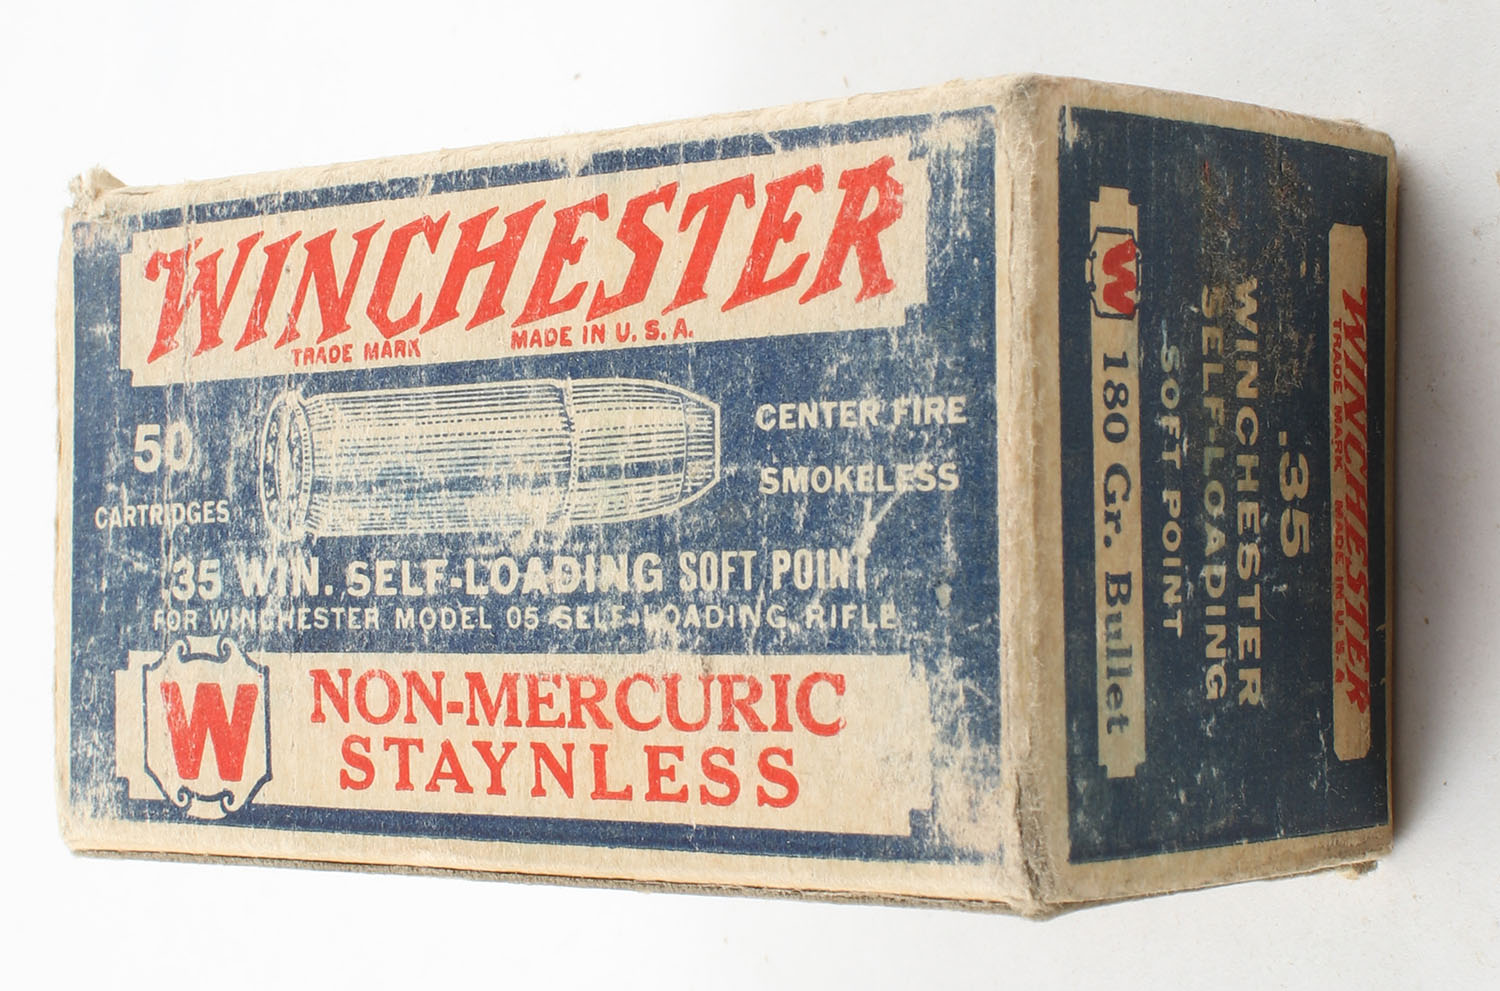 WINCHESTER
TRADE MARK MADE IN U.S.A.
50
CARTRIDGES
CENTER FIRE
SMOKELESS
.35 WIN. SELF-LOADING SOFT POINT
FOR WINCHESTER MODEL 05 SELF-LOADING RIFLE
W
NON-MERCURIC
STAYNLESS
WINCHESTER
TRADE MARK MADE IN U.S.A.
.35
WINCHESTER
SELF-LOADING
SOFT POINT
W 180 Gr. Bullet